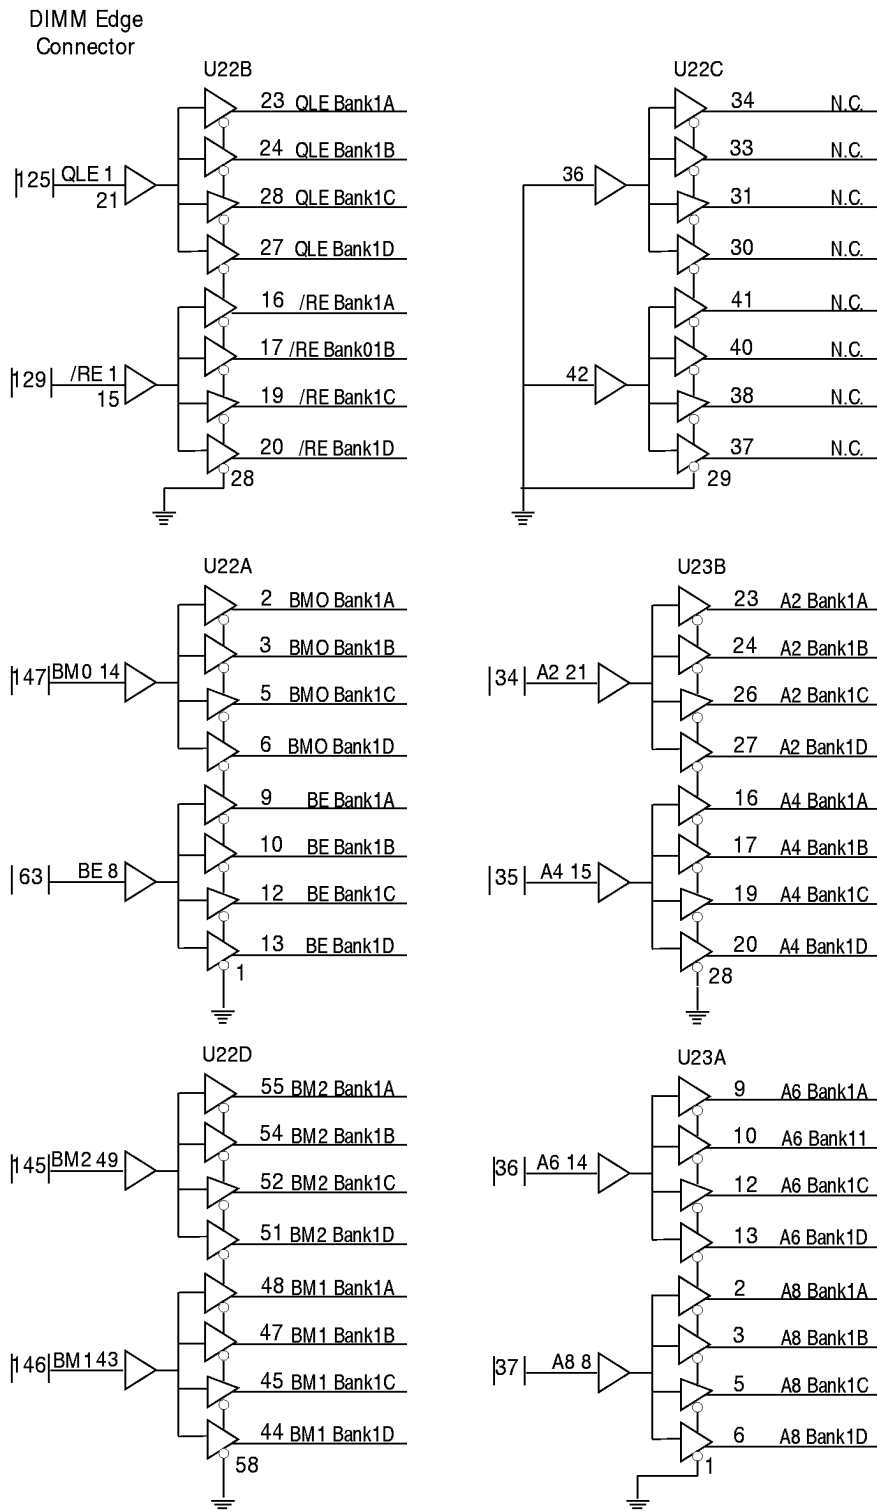 DIMM Edge
Connector
U22B
23 QLE Bank1A
24 QLE Bank1B
125 QLE 1
21
28 QLE Bank1C
27 QLE Bank1D
16 /RE Bank1A
17 /RE Bank01B
129 /RE 1
15
19 /RE Bank1C
20 /RE Bank1D
28
U22C
34 N.C.
33 N.C.
36
31 N.C.
30 N.C.
41 N.C.
40 N.C.
42
38 N.C.
37 N.C.
29
U22A
2 BMO Bank1A
3 BMO Bank1B
147 BM0 14
5 BMO Bank1C
6 BMO Bank1D
9 BE Bank1A
10 BE Bank1B
63 BE 8
12 BE Bank1C
13 BE Bank1D
1
U23B
23 A2 Bank1A
24 A2 Bank1B
34 A2 21
26 A2 Bank1C
27 A2 Bank1D
16 A4 Bank1A
17 A4 Bank1B
35 A4 15
19 A4 Bank1C
20 A4 Bank1D
28
U22D
55 BM2 Bank1A
54 BM2 Bank1B
145 BM2 49
52 BM2 Bank1C
51 BM2 Bank1D
48 BM1 Bank1A
47 BM1 Bank1B
146 BM1 43
45 BM1 Bank1C
44 BM1 Bank1D
58
U23A
9 A6 Bank1A
10 A6 Bank11
36 A6 14
12 A6 Bank1C
13 A6 Bank1D
2 A8 Bank1A
3 A8 Bank1B
37 A8 8
5 A8 Bank1C
6 A8 Bank1D
1